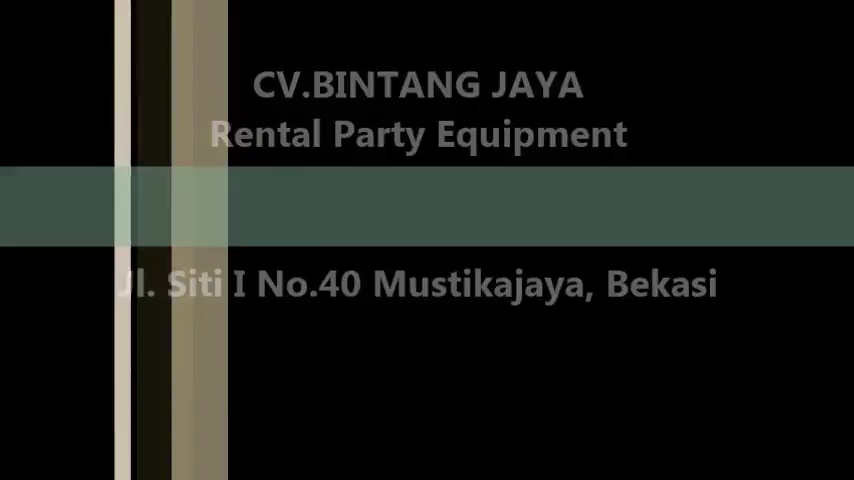 CV.BINTANG JAYA
Rental Party Equipment
Jl. Siti I No.40 Mustikajaya, Bekasi